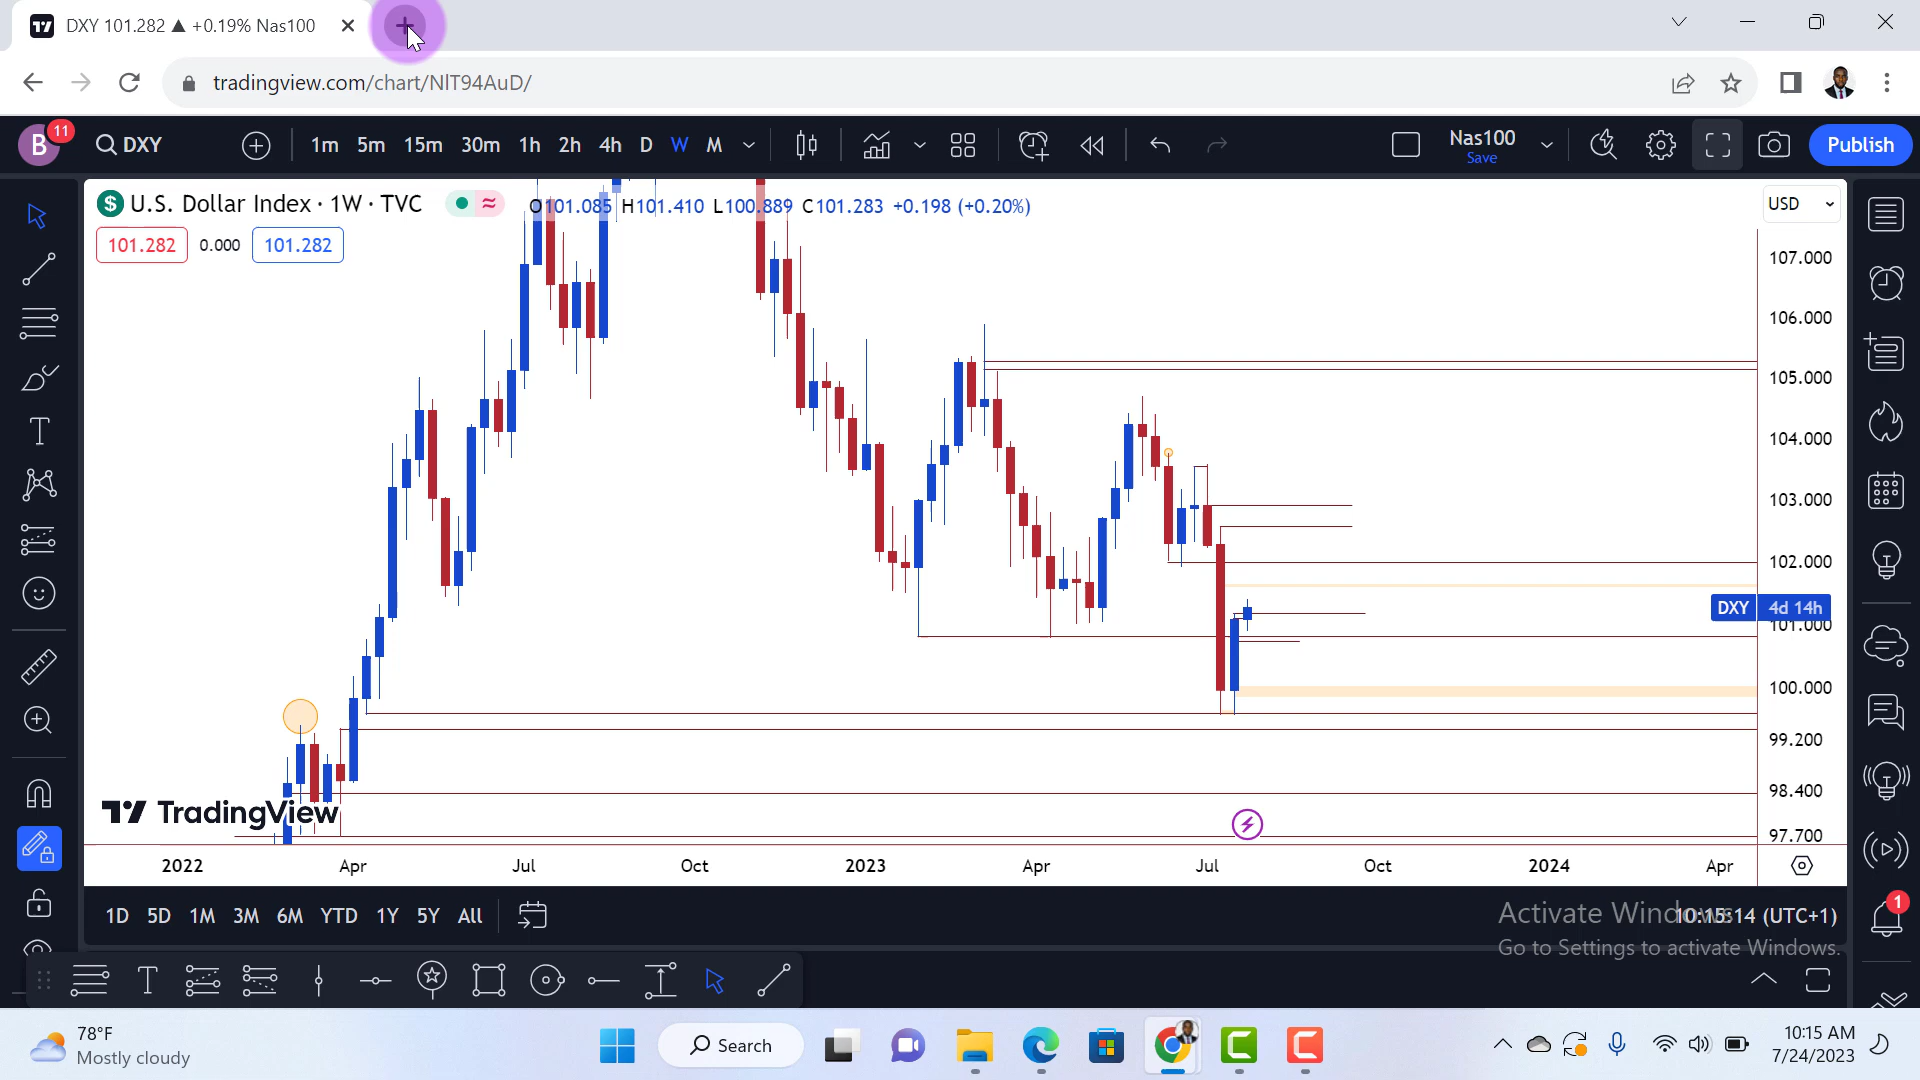 DXY 101.282 ▲ +0.19% Nas100
tradingview.com/chart/NlT94AuD/
B 11 DXY 1m 5m 15m 30m 1h 2h 4h D W M Nas100 Save Publish
U.S. Dollar Index · 1W · TVC O101.085 H101.410 L100.889 C101.283 +0.198 (+0.20%) USD
101.282 0.000 101.282
107.000
106.000
105.000
104.000
103.000
102.000
DXY 4d 14h
101.000
100.000
99.200
98.400
97.700
TradingView
2022 Apr Jul Oct 2023 Apr Jul Oct 2024 Apr
1D 5D 1M 3M 6M YTD 1Y 5Y All 10:15:14 (UTC+1)
1
Activate Windows
Go to Settings to activate Windows.
78°F
Mostly cloudy
Search
10:15 AM
7/24/2023